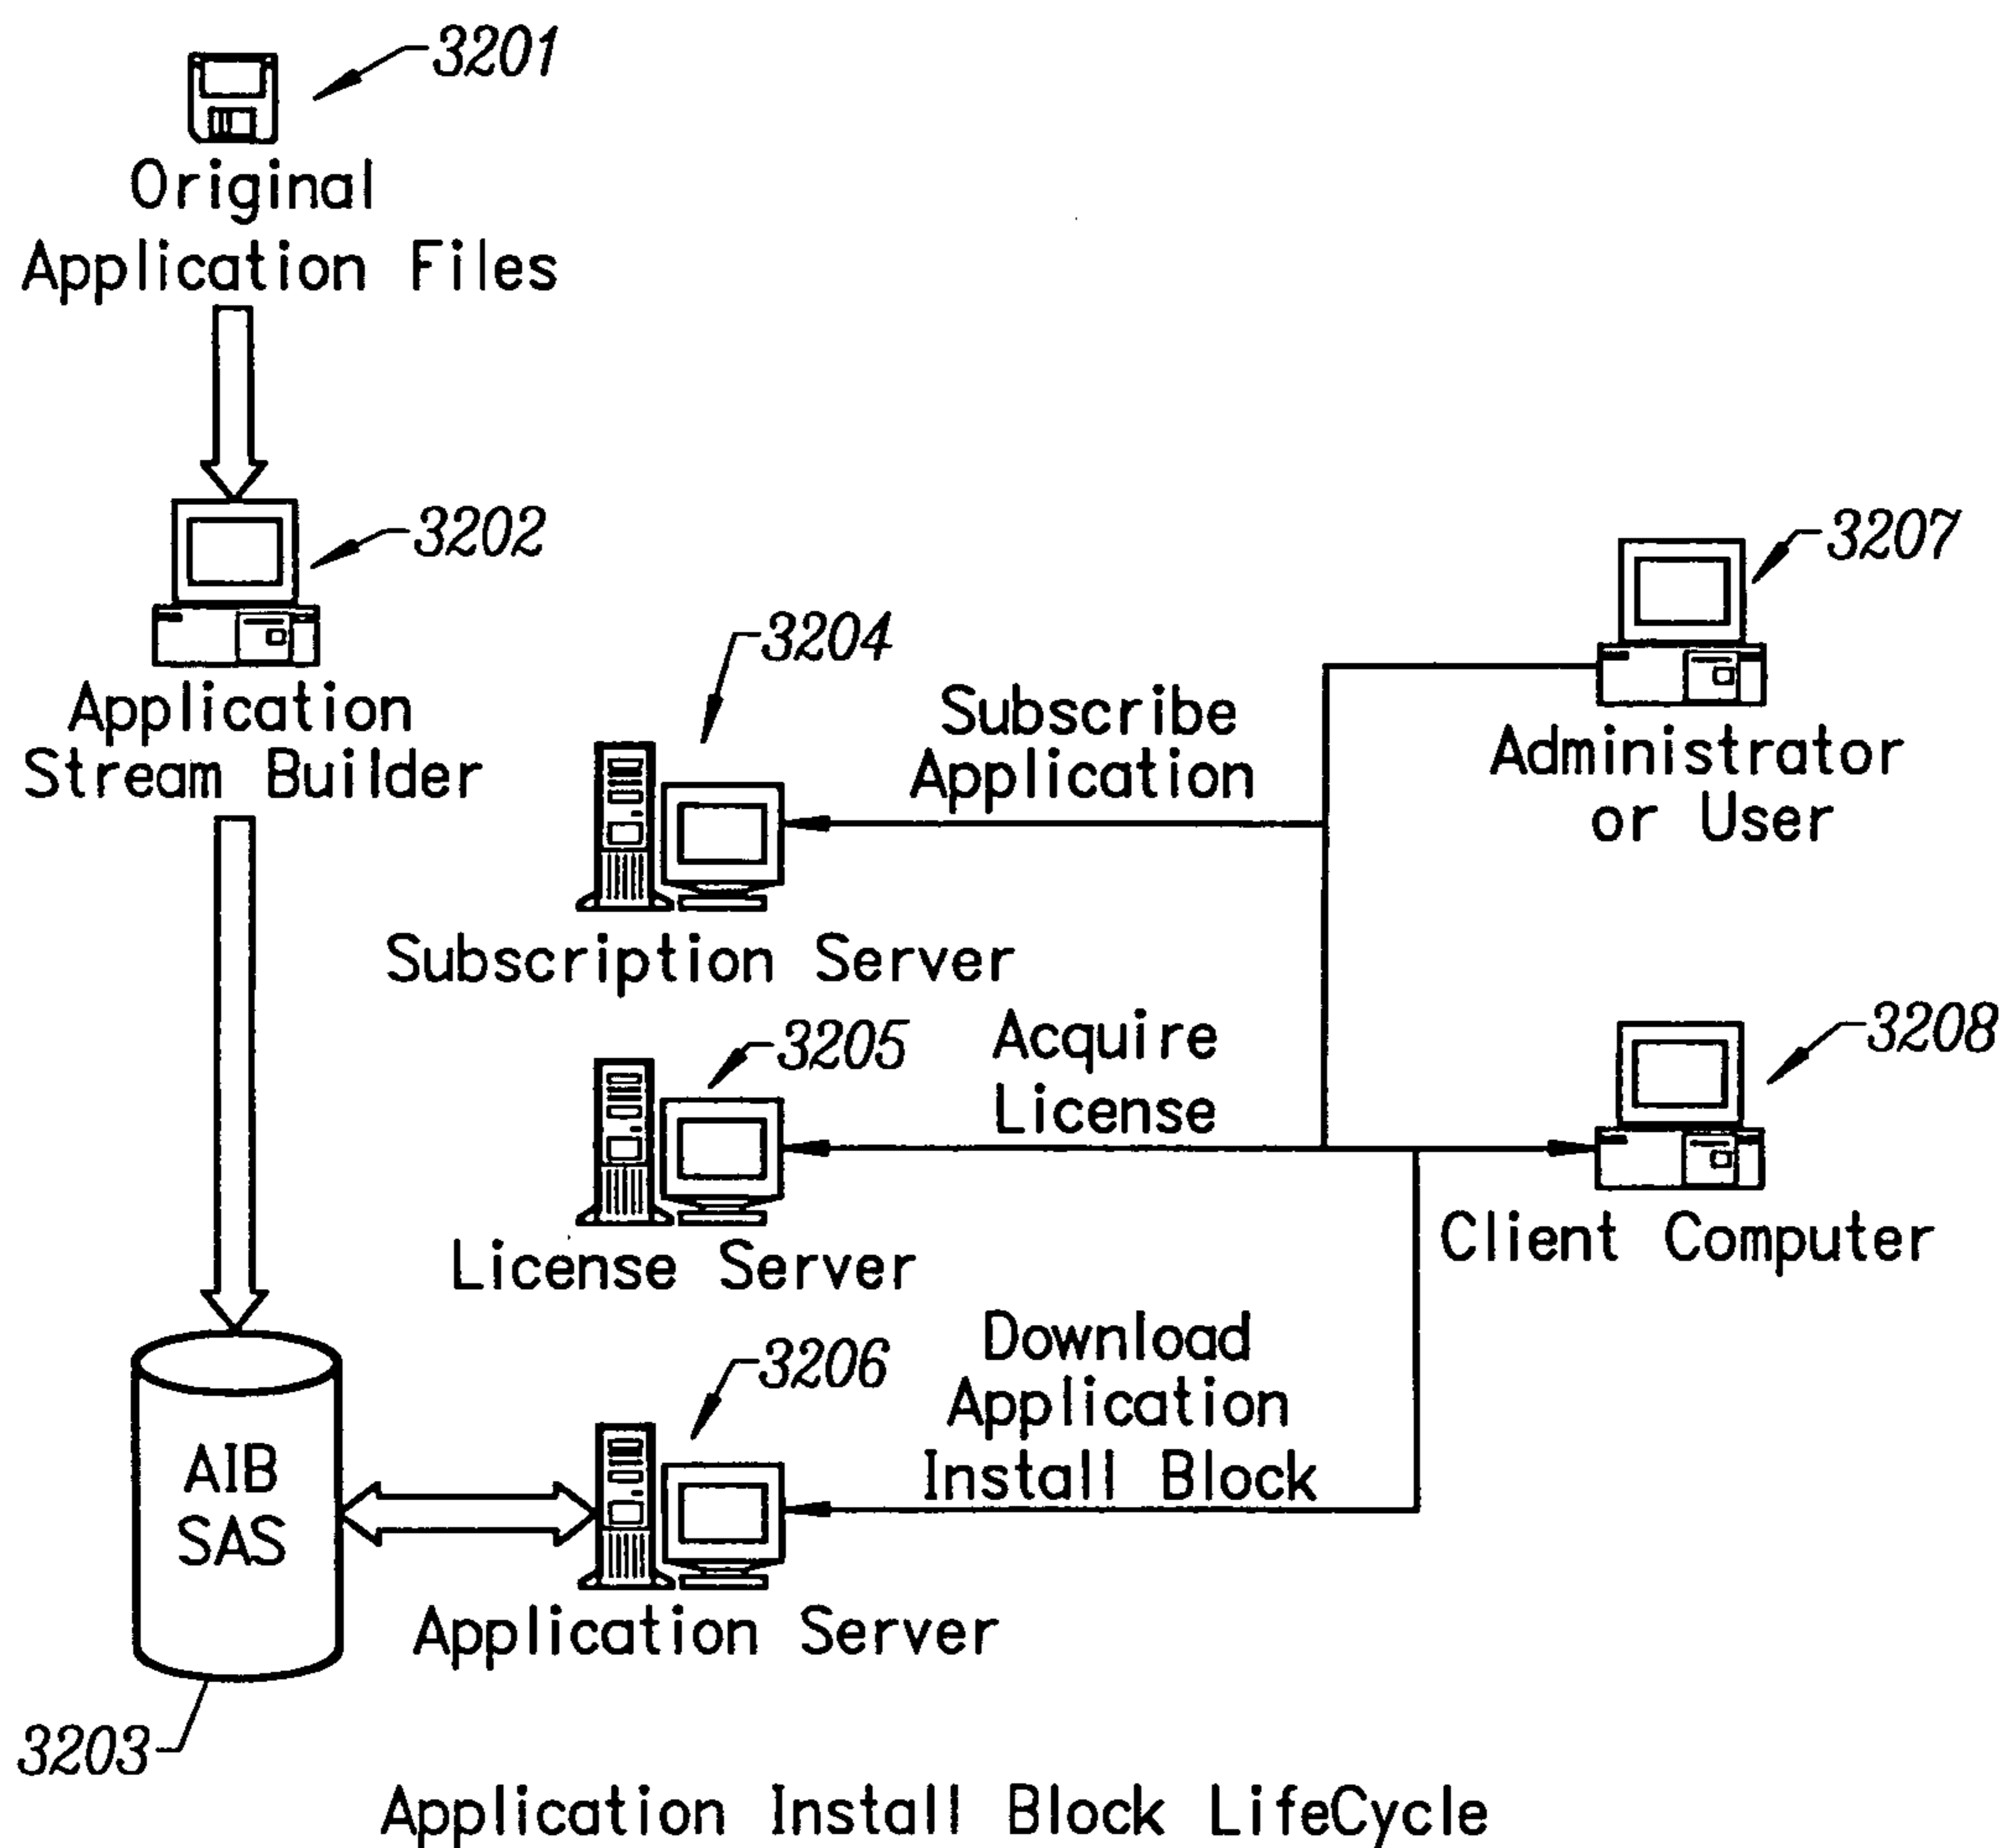 3201
Original
Application Files
3202
Application
Stream Builder
3207
Administrator
or User
3204
Subscribe
Application
Subscription Server
3205
Acquire
License
License Server
3208
Client Computer
3206
Download
Application
Install Block
AIB
SAS
Application Server
3203
Application Install Block LifeCycle